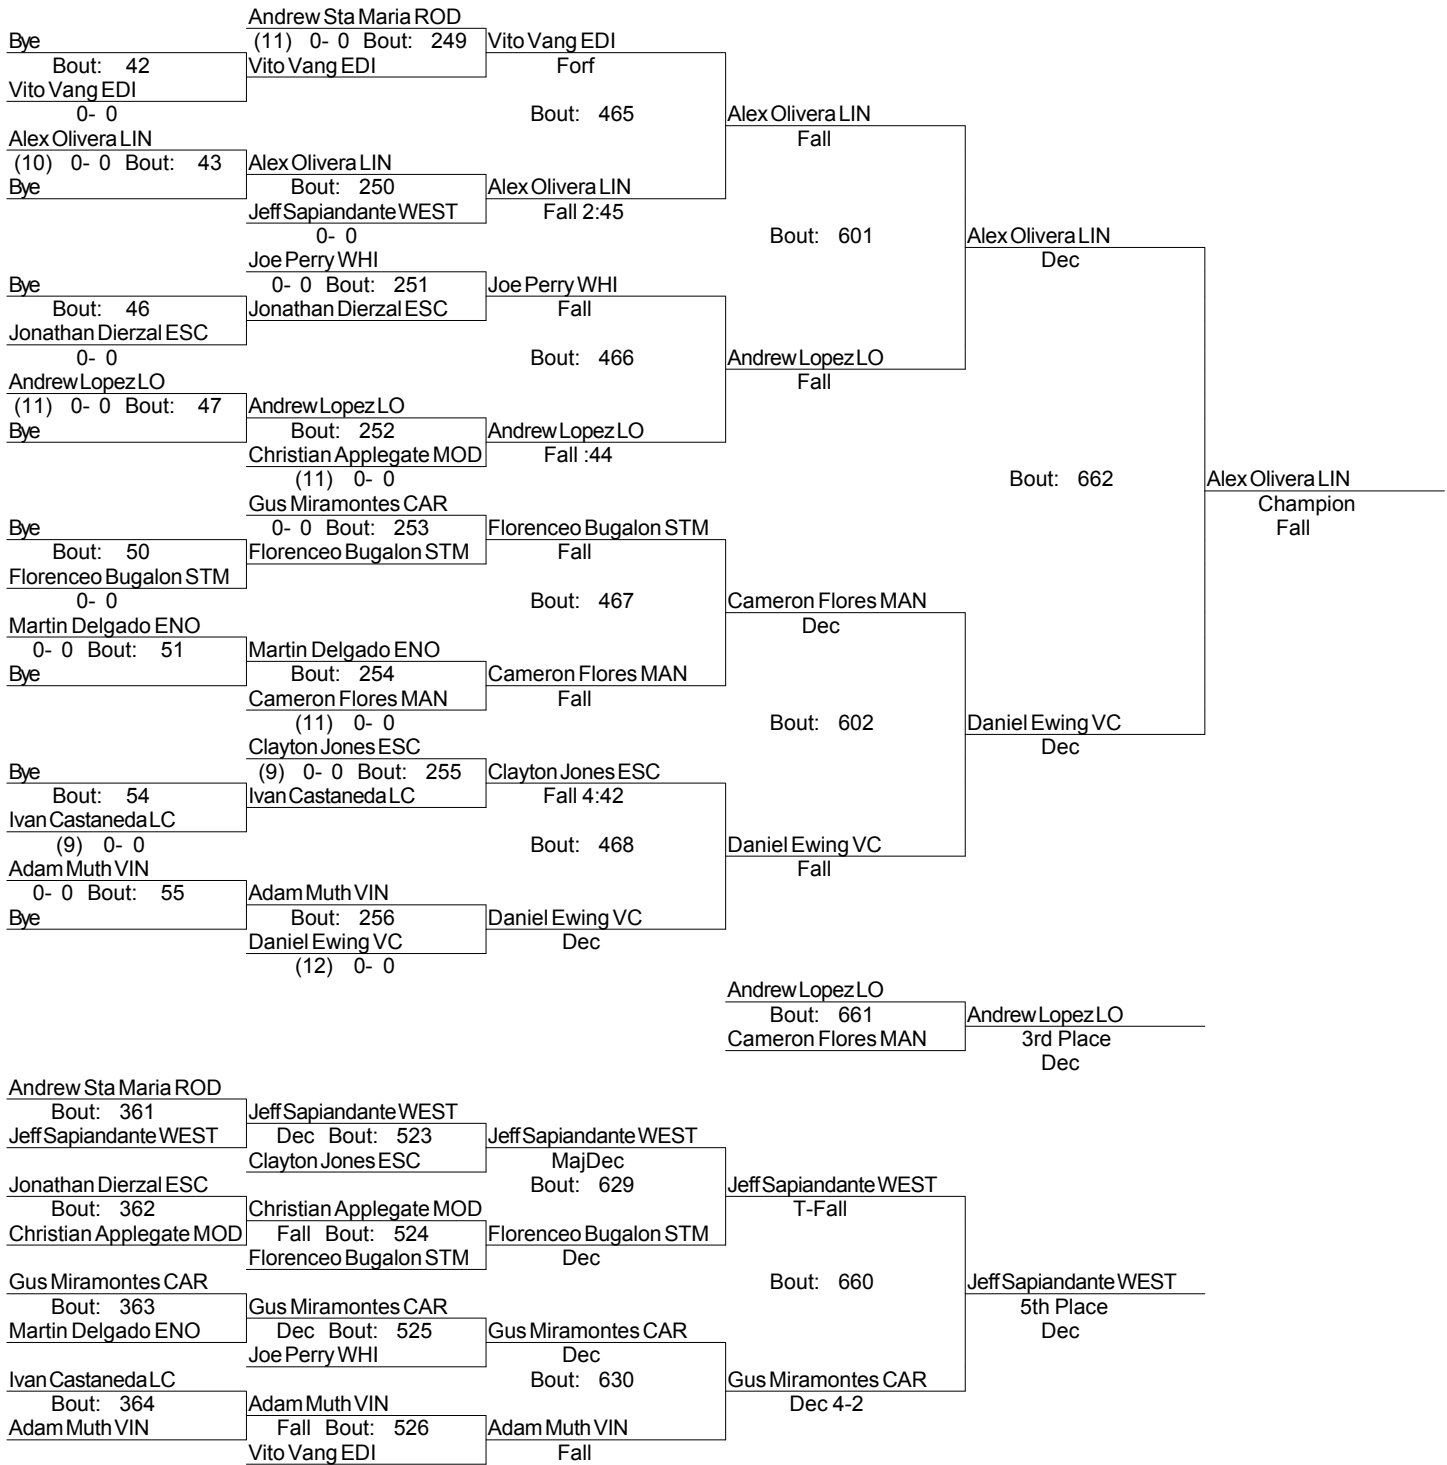 Andrew Sta Maria ROD
Bye (11) 0- 0 Bout: 249 Vito Vang EDI
Bout: 42 Vito Vang EDI Forf
Vito Vang EDI
0- 0 Bout: 465 Alex Olivera LIN
Alex Olivera LIN Fall
(10) 0- 0 Bout: 43 Alex Olivera LIN
Bye Bout: 250 Alex Olivera LIN
Jeff Sapiandante WEST Fall 2:45
0- 0 Bout: 601 Alex Olivera LIN
Joe Perry WHI Dec
Bye 0- 0 Bout: 251 Joe Perry WHI
Bout: 46 Jonathan Dierzal ESC Fall
Jonathan Dierzal ESC
0- 0 Bout: 466 Andrew Lopez LO
Andrew Lopez LO Fall
(11) 0- 0 Bout: 47 Andrew Lopez LO
Bye Bout: 252 Andrew Lopez LO
Christian Applegate MOD Fall :44
(11) 0- 0 Bout: 662 Alex Olivera LIN
Gus Miramontes CAR Champion
Bye 0- 0 Bout: 253 Florenceo Bugalon STM Fall
Bout: 50 Florenceo Bugalon STM Fall
Florenceo Bugalon STM
0- 0 Bout: 467 Cameron Flores MAN
Martin Delgado ENO Dec
0- 0 Bout: 51 Martin Delgado ENO
Bye Bout: 254 Cameron Flores MAN
Cameron Flores MAN Fall
(11) 0- 0 Bout: 602 Daniel Ewing VC
Clayton Jones ESC Dec
Bye (9) 0- 0 Bout: 255 Clayton Jones ESC
Bout: 54 Ivan Castaneda LC Fall 4:42
Ivan Castaneda LC
(9) 0- 0 Bout: 468 Daniel Ewing VC
Adam Muth VIN Fall
0- 0 Bout: 55 Adam Muth VIN
Bye Bout: 256 Daniel Ewing VC
Daniel Ewing VC Dec
(12) 0- 0
Andrew Lopez LO
Bout: 661 Andrew Lopez LO
Cameron Flores MAN 3rd Place
Dec
Andrew Sta Maria ROD
Bout: 361 Jeff Sapiandante WEST
Jeff Sapiandante WEST Dec Bout: 523 Jeff Sapiandante WEST
Clayton Jones ESC MajDec
Jonathan Dierzal ESC Bout: 629 Jeff Sapiandante WEST
Bout: 362 Christian Applegate MOD T-Fall
Christian Applegate MOD Fall Bout: 524 Florenceo Bugalon STM
Florenceo Bugalon STM Dec
Gus Miramontes CAR Bout: 660 Jeff Sapiandante WEST
Bout: 363 Gus Miramontes CAR 5th Place
Martin Delgado ENO Dec Bout: 525 Gus Miramontes CAR Dec
Joe Perry WHI Dec
Ivan Castaneda LC Bout: 630 Gus Miramontes CAR
Bout: 364 Adam Muth VIN Dec 4-2
Adam Muth VIN Fall Bout: 526 Adam Muth VIN
Vito Vang EDI Fall